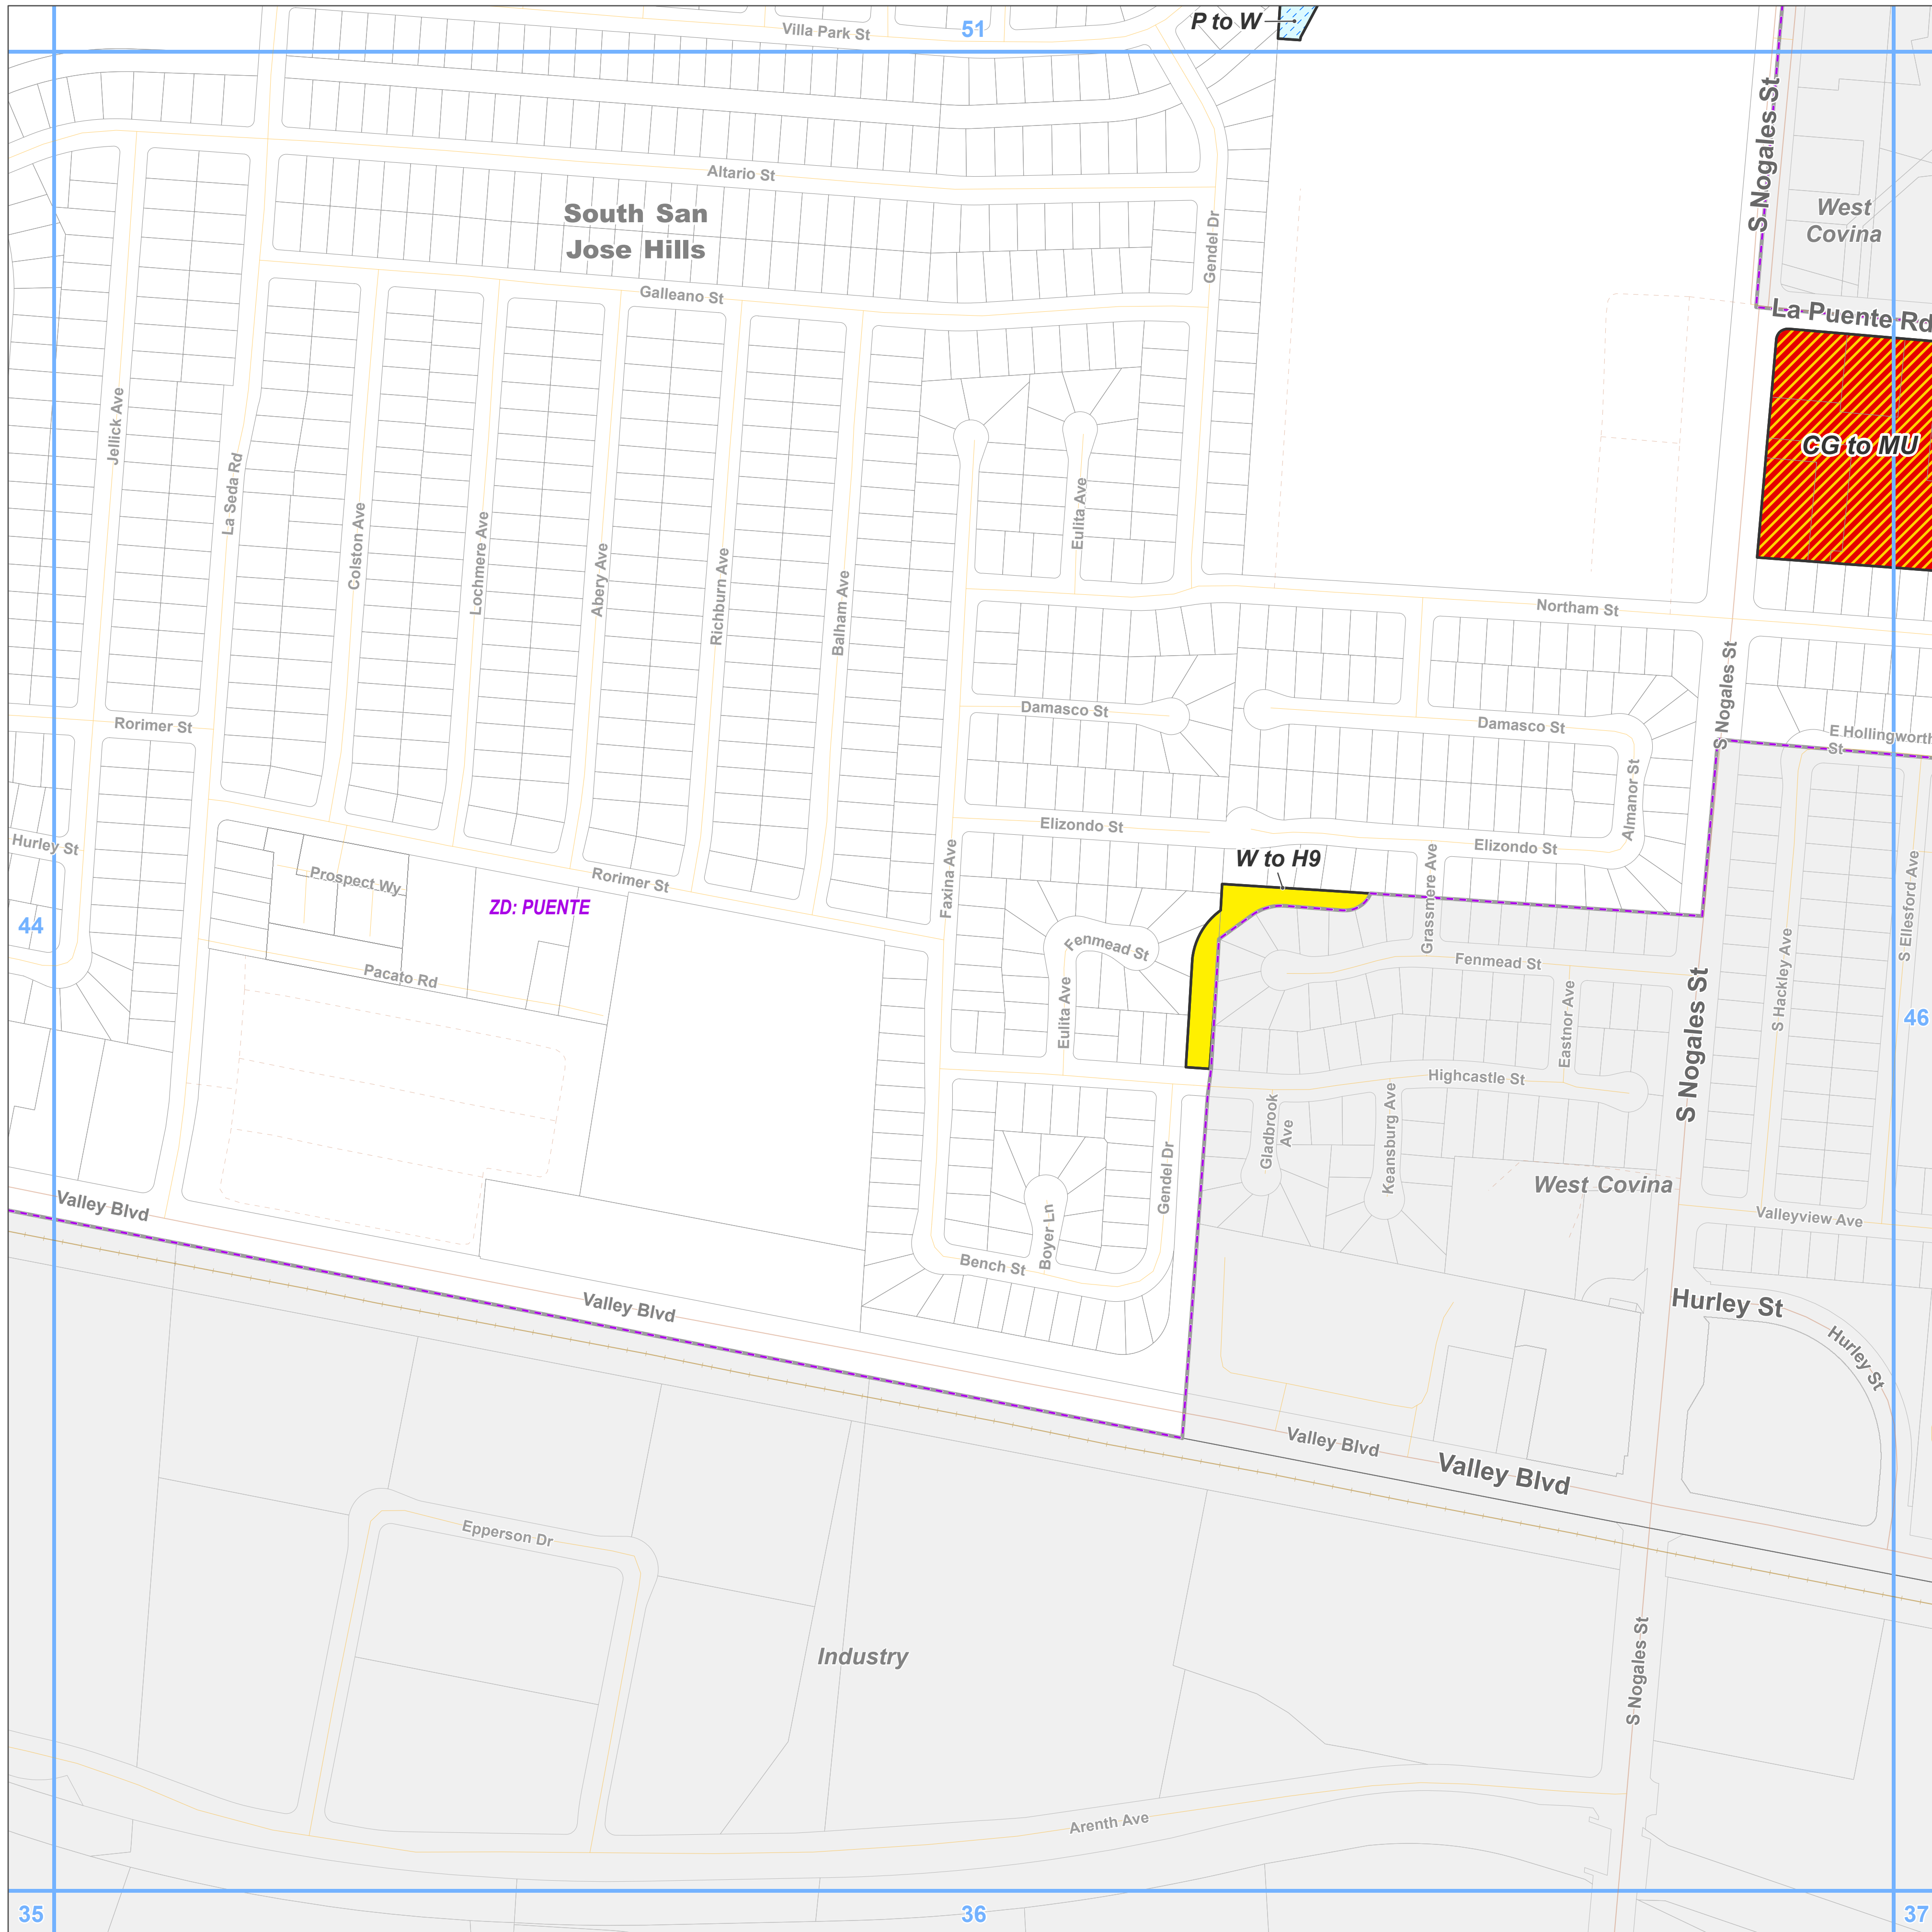 P to W
51
Villa Park St
S Nogales St
Altario St
West
Covina
South San
Jose Hills
Gendel Dr
Galleano St
La Puente Rd
Jellick Ave
CG to MU
La Seda Rd
Eulita Ave
Colston Ave
Lochmere Ave
Abery Ave
Richburn Ave
Balham Ave
Northam St
S Nogales St
Rorimer St
Damasco St
Damasco St
E Hollingworth
St
Almanor St
Hurley St
Elizondo St
Elizondo St
W to H9
Prospect Wy
Rorimer St
Faxina Ave
Grassmere Ave
S Ellesford Ave
ZD: PUENTE
44
Fenmead St
Fenmead St
S Hackley Ave
Pacato Rd
Eulita Ave
Eastnor Ave
46
S Nogales St
Highcastle St
Gladbrook
Ave
Keansburg Ave
Gendel Dr
West Covina
Valley Blvd
Boyer Ln
Valleyview Ave
Bench St
Hurley St
Valley Blvd
Hurley St
Valley Blvd
Valley Blvd
Epperson Dr
Industry
S Nogales St
Arenth Ave
35
36
37